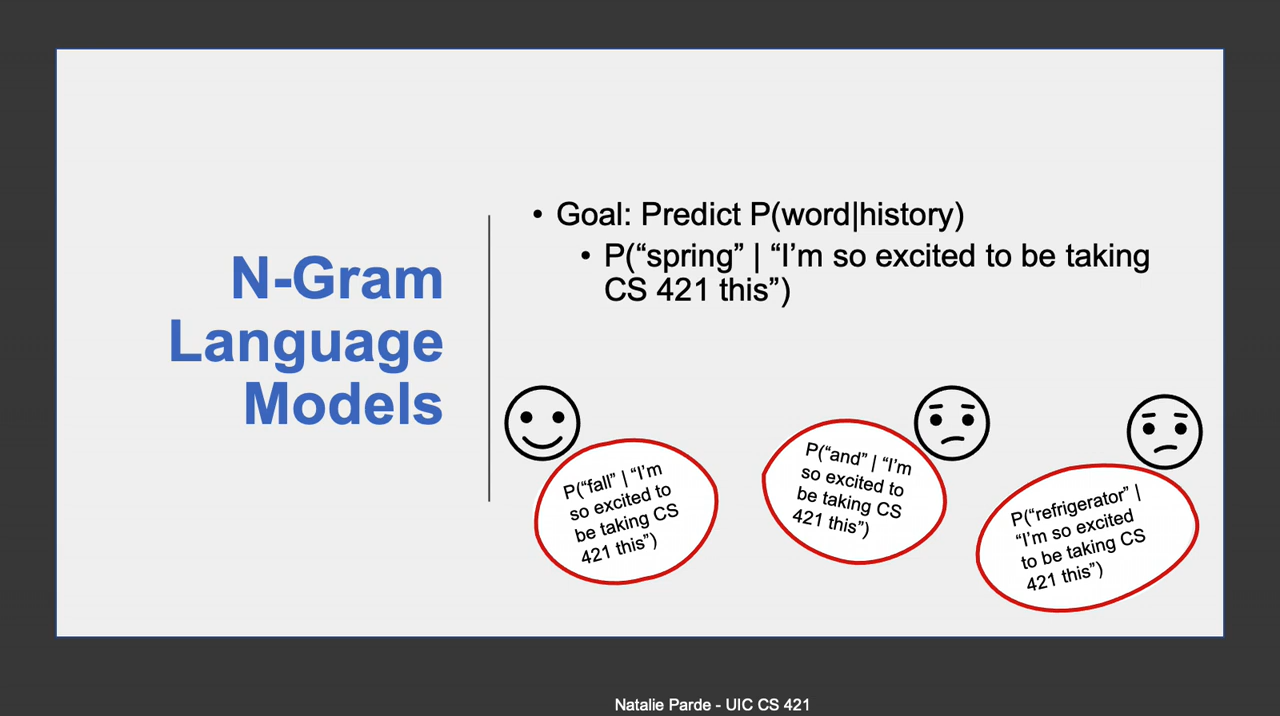 N-Gram
Language
Models
• Goal: Predict P(word|history)
• P(“spring” | “I’m so excited to be taking
CS 421 this”)
P(“fall” | “I’m
so excited to
be taking CS
421 this”)
P(“and” | “I’m
so excited to
be taking CS
421 this”)
P(“refrigerator” |
“I’m so excited
to be taking CS
421 this”)
Natalie Parde - UIC CS 421